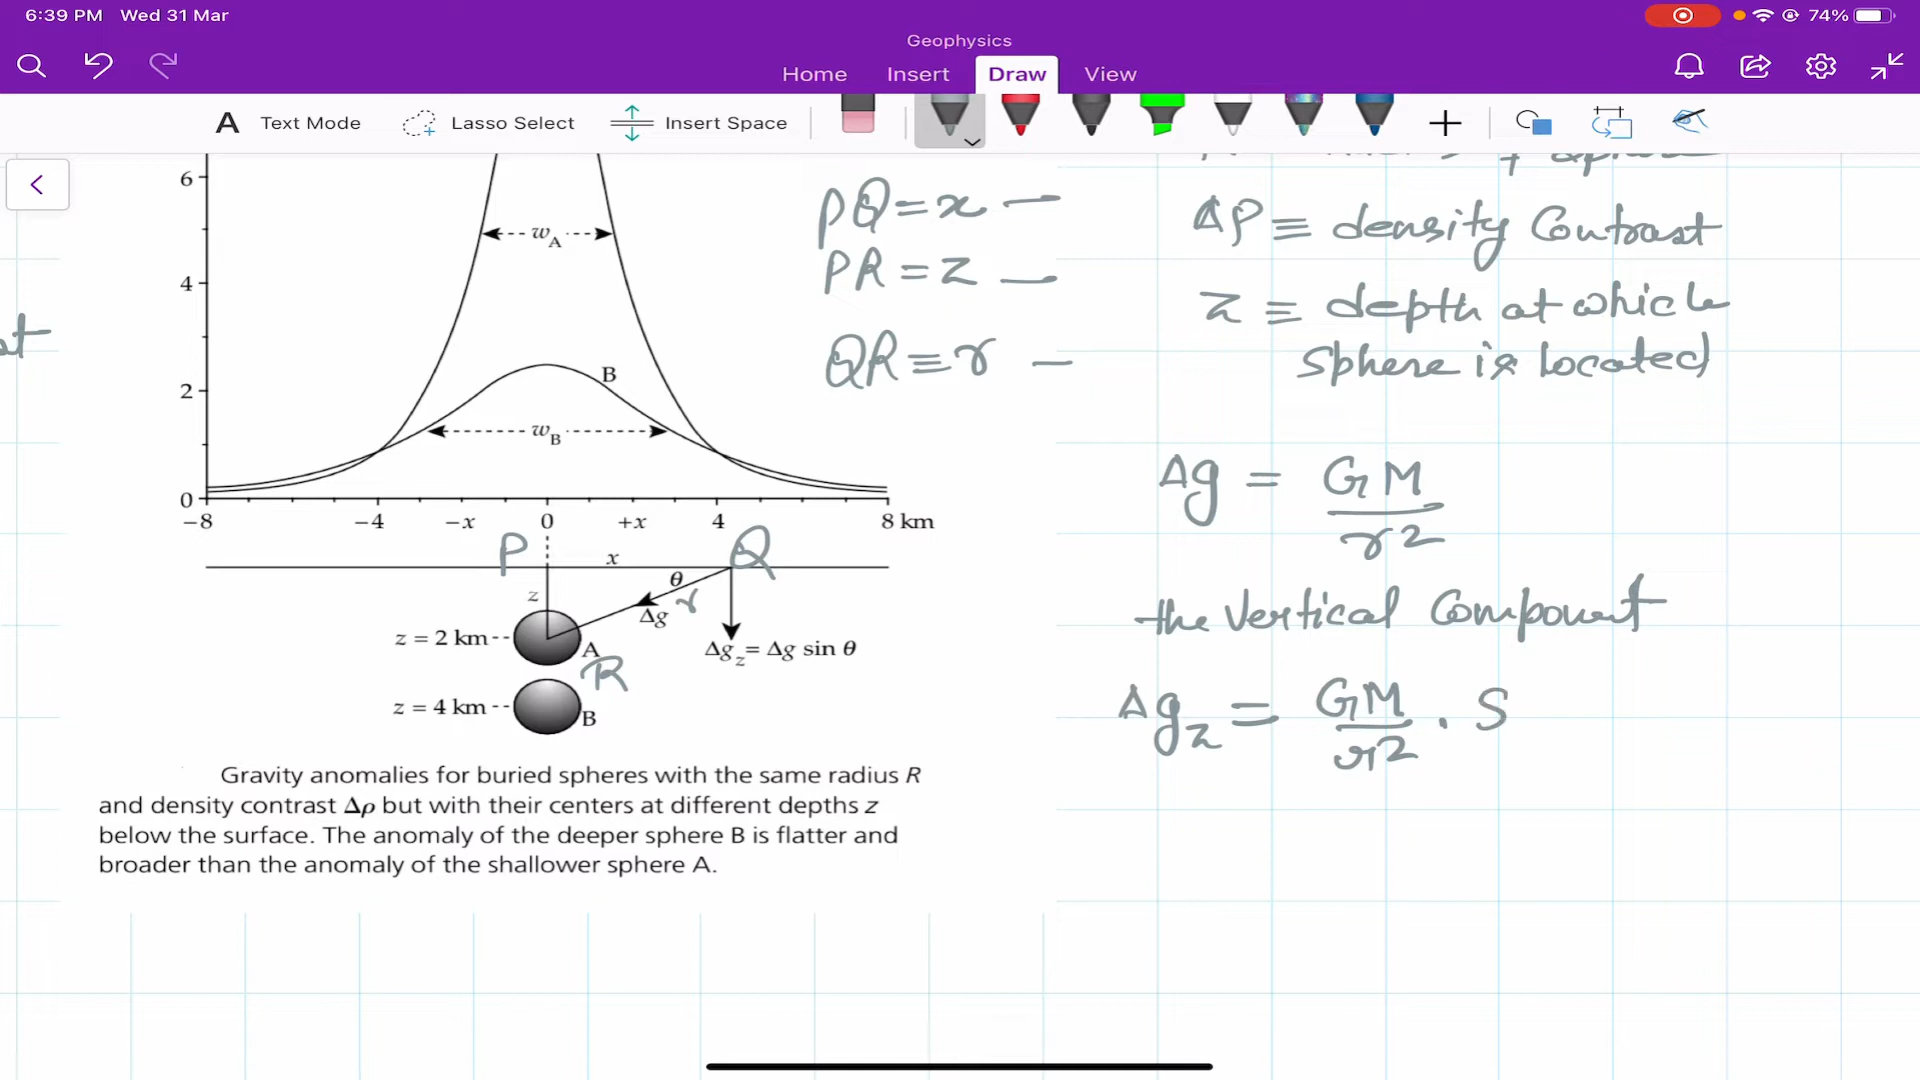 6:39 PM Wed 31 Mar
74%
Geophysics
Home Insert Draw View
A Text Mode Lasso Select Insert Space
6
4
2
0
w_A
B
w_B
−8 −4 −x 0 +x 4 8 km
P x Q
θ
z r
Δg
z = 2 km
A
R
Δg_z = Δg sin θ
z = 4 km
B
Gravity anomalies for buried spheres with the same radius R
and density contrast Δρ but with their centers at different depths z
below the surface. The anomaly of the deeper sphere B is flatter and
broader than the anomaly of the shallower sphere A.
PQ = x —
PR = z —
QR ≡ r —
Δρ ≡ density Contrast
z ≡ depth at which
sphere is located
Δg = GM/r²
the Vertical Component
Δg_z = GM/r² . S